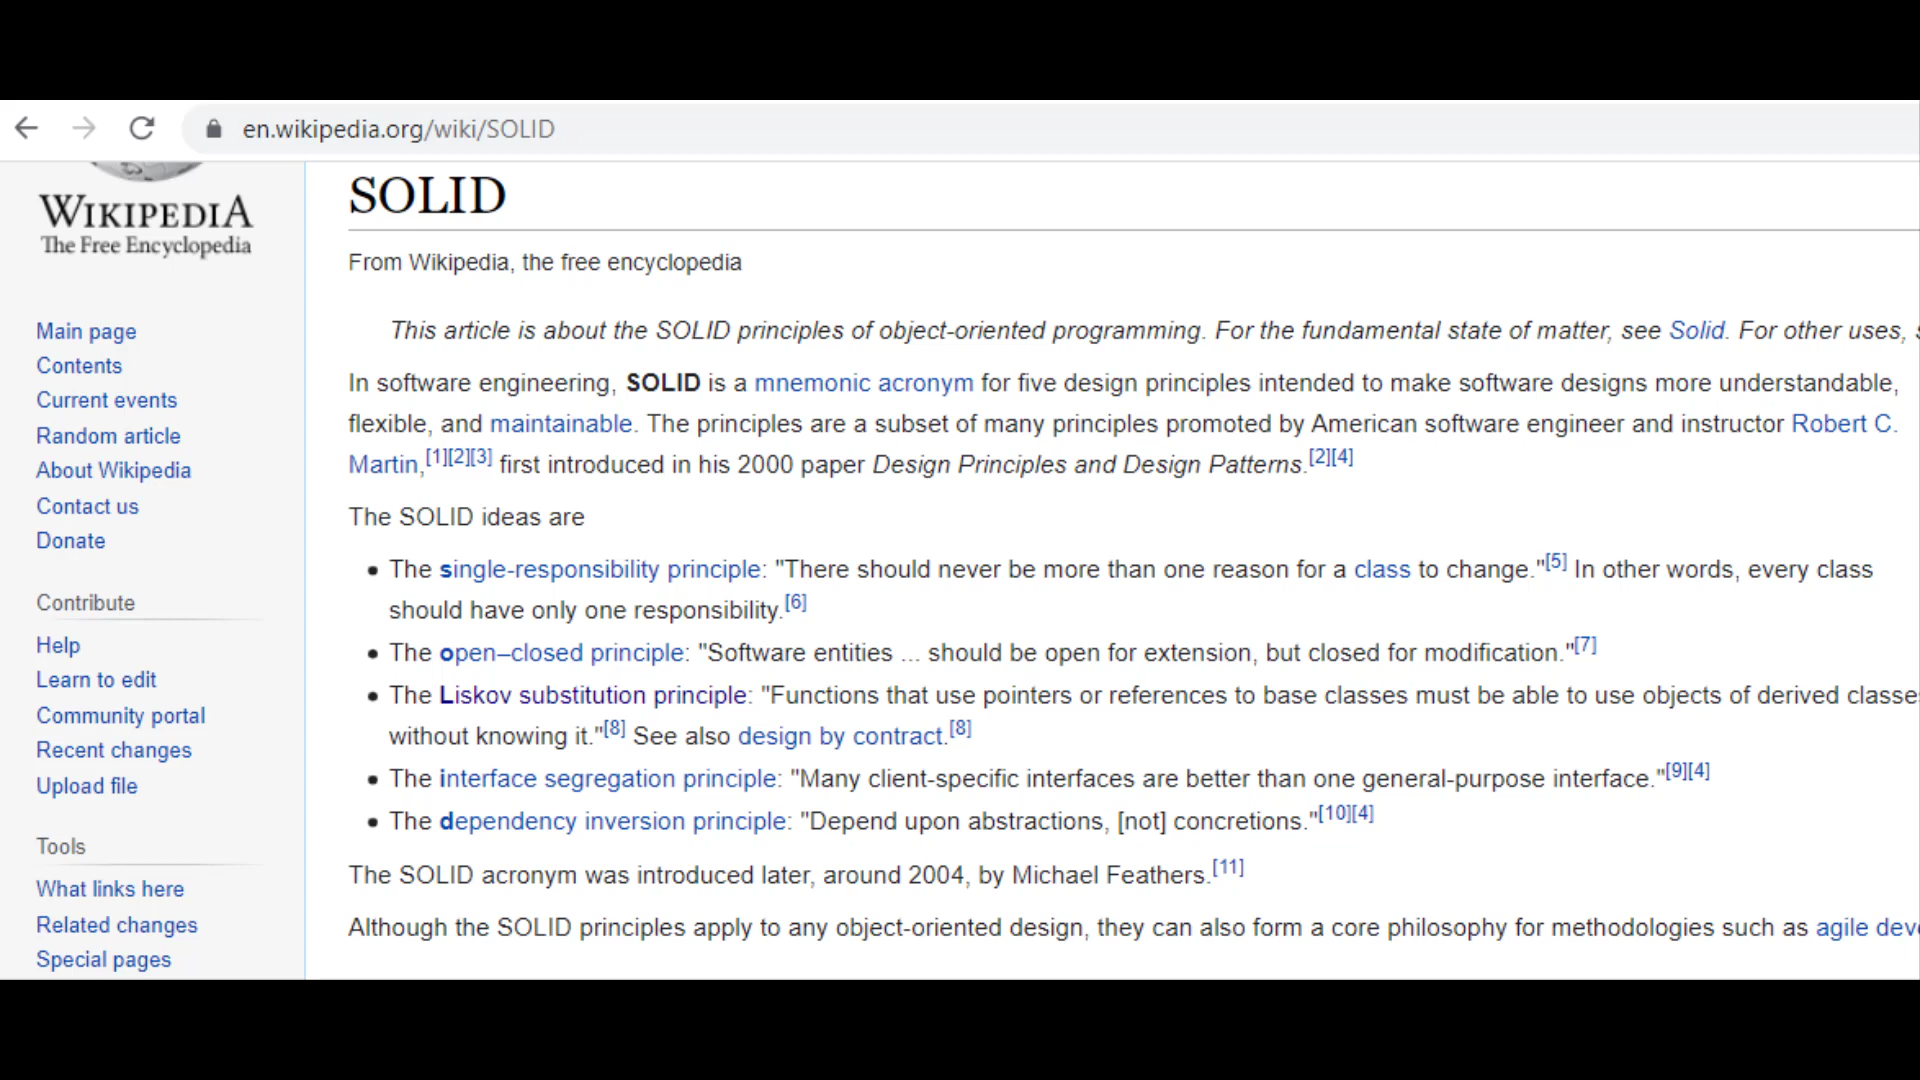 en.wikipedia.org/wiki/SOLID
WIKIPEDIA
The Free Encyclopedia
Main page
Contents
Current events
Random article
About Wikipedia
Contact us
Donate
Contribute
Help
Learn to edit
Community portal
Recent changes
Upload file
Tools
What links here
Related changes
Special pages
SOLID
From Wikipedia, the free encyclopedia
This article is about the SOLID principles of object-oriented programming. For the fundamental state of matter, see Solid. For other uses,
In software engineering, SOLID is a mnemonic acronym for five design principles intended to make software designs more understandable,
flexible, and maintainable. The principles are a subset of many principles promoted by American software engineer and instructor Robert C.
Martin,[1][2][3] first introduced in his 2000 paper Design Principles and Design Patterns.[2][4]
The SOLID ideas are
• The single-responsibility principle: "There should never be more than one reason for a class to change."[5] In other words, every class
should have only one responsibility.[6]
• The open–closed principle: "Software entities ... should be open for extension, but closed for modification."[7]
• The Liskov substitution principle: "Functions that use pointers or references to base classes must be able to use objects of derived classes
without knowing it."[8] See also design by contract.[8]
• The interface segregation principle: "Many client-specific interfaces are better than one general-purpose interface."[9][4]
• The dependency inversion principle: "Depend upon abstractions, [not] concretions."[10][4]
The SOLID acronym was introduced later, around 2004, by Michael Feathers.[11]
Although the SOLID principles apply to any object-oriented design, they can also form a core philosophy for methodologies such as agile dev